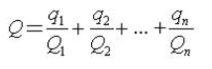 Q = q₁/Q₁ + q₂/Q₂ + ... + qₙ/Qₙ